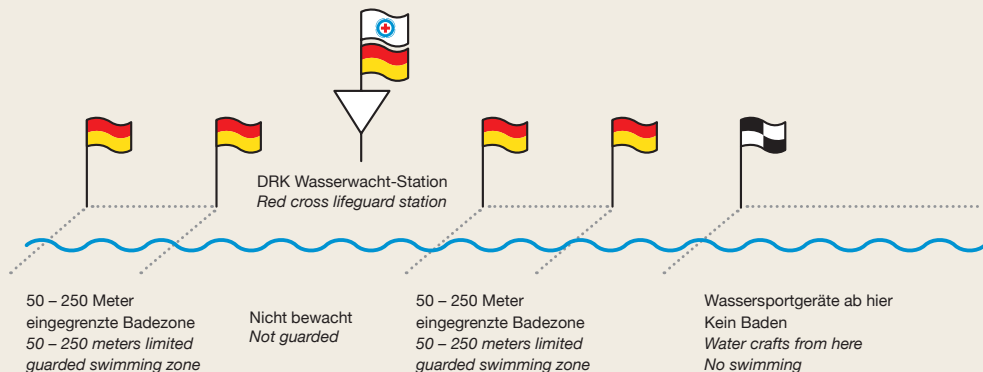 DRK Wasserwacht-Station
Red cross lifeguard station
50 – 250 Meter
eingegrenzte Badezone
50 – 250 meters limited
guarded swimming zone
Nicht bewacht
Not guarded
50 – 250 Meter
eingegrenzte Badezone
50 – 250 meters limited
guarded swimming zone
Wassersportgeräte ab hier
Kein Baden
Water crafts from here
No swimming